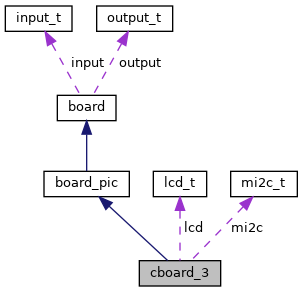 input_t output_t
input output
board
board_pic lcd_t mi2c_t
lcd mi2c
cboard_3